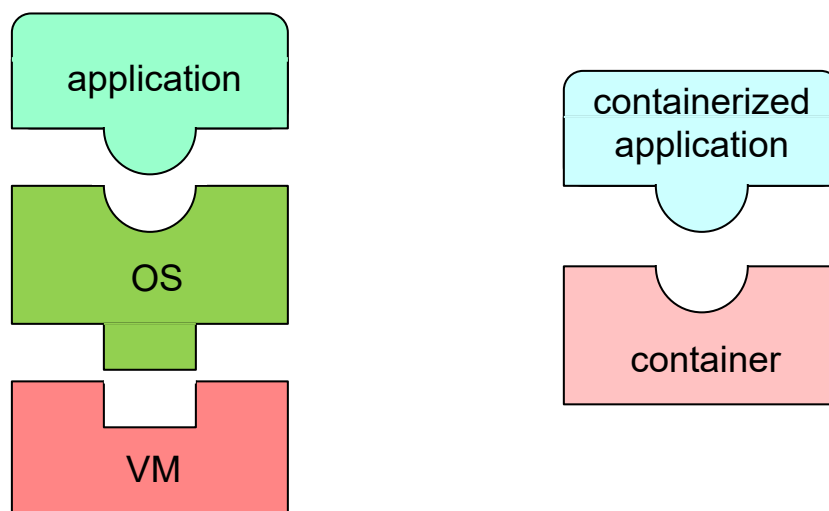 application
OS
VM
containerized
application
container